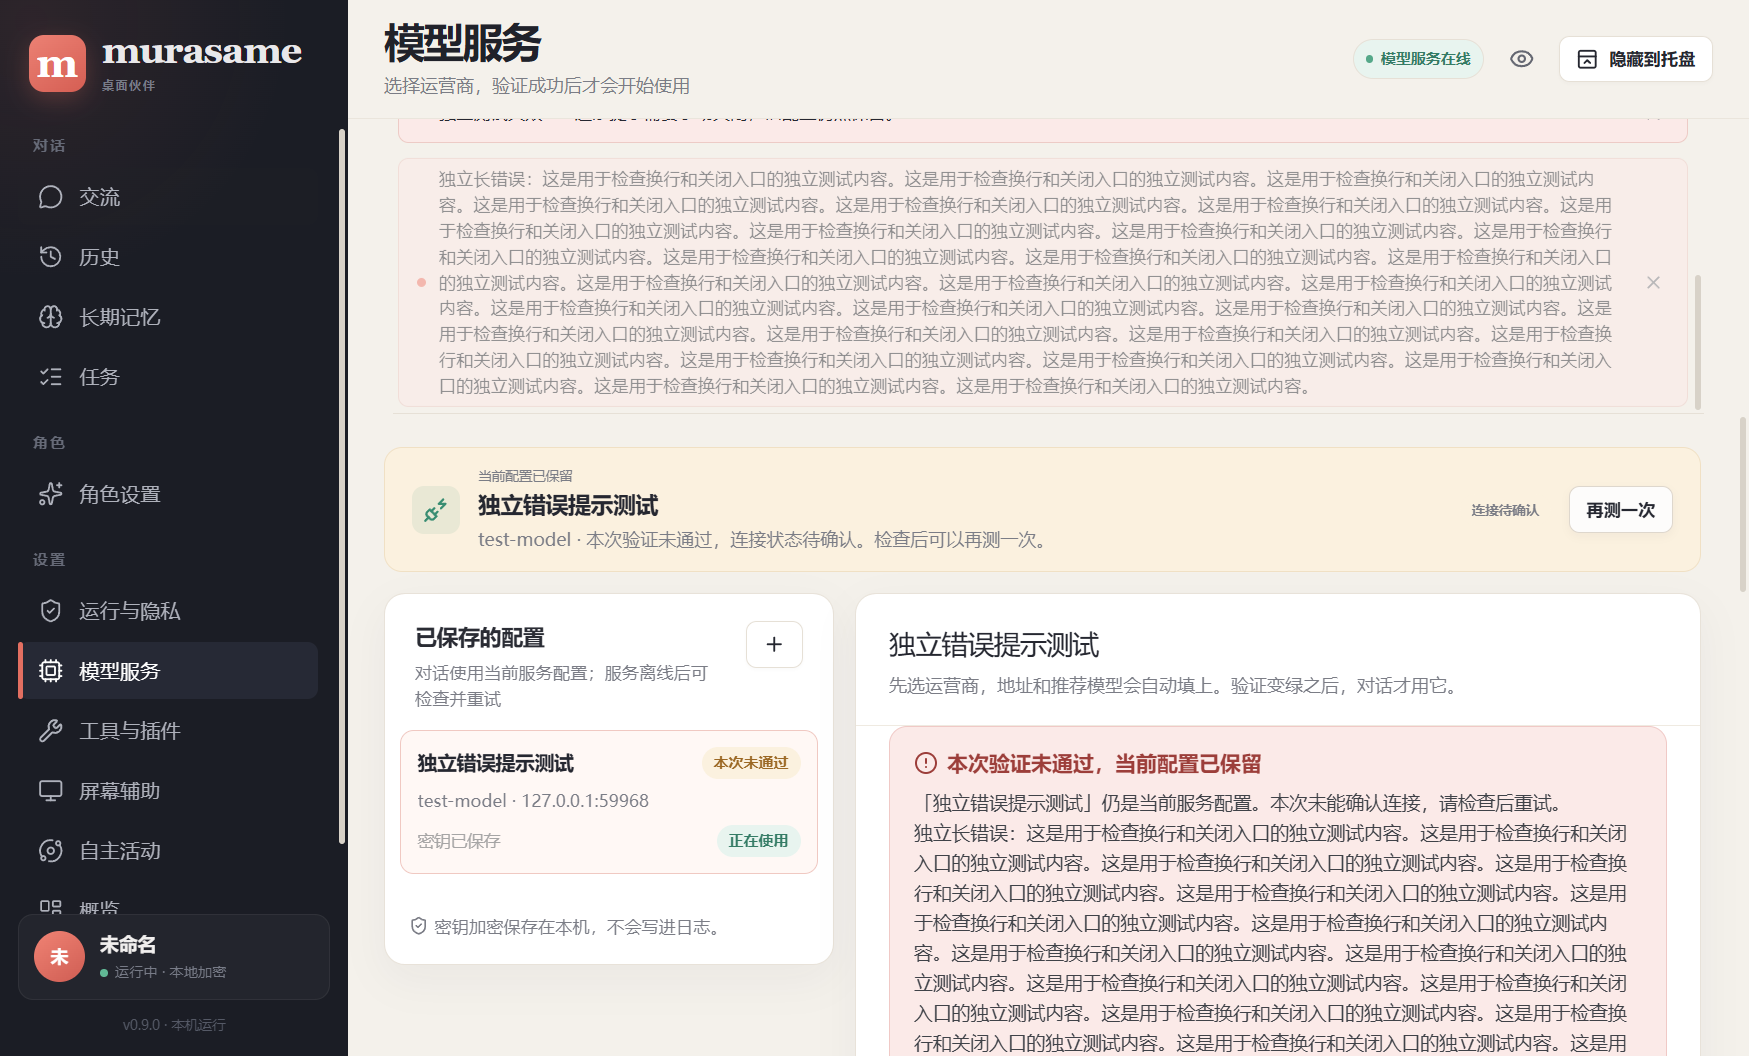 m
murasame
桌面伙伴
对话
交流
历史
长期记忆
任务
角色
角色设置
设置
运行与隐私
模型服务
工具与插件
屏幕辅助
自主活动
概览
未
未命名
运行中 · 本地加密
v0.9.0 · 本机运行
模型服务
选择运营商，验证成功后才会开始使用
模型服务在线
隐藏到托盘
独立长错误：这是用于检查换行和关闭入口的独立测试内容。这是用于检查换行和关闭入口的独立测试内容。这是用于检查换行和关闭入口的独立测试内
容。这是用于检查换行和关闭入口的独立测试内容。这是用于检查换行和关闭入口的独立测试内容。这是用于检查换行和关闭入口的独立测试内容。这是用
于检查换行和关闭入口的独立测试内容。这是用于检查换行和关闭入口的独立测试内容。这是用于检查换行和关闭入口的独立测试内容。这是用于检查换行
和关闭入口的独立测试内容。这是用于检查换行和关闭入口的独立测试内容。这是用于检查换行和关闭入口的独立测试内容。这是用于检查换行和关闭入口
的独立测试内容。这是用于检查换行和关闭入口的独立测试内容。这是用于检查换行和关闭入口的独立测试内容。这是用于检查换行和关闭入口的独立测试
内容。这是用于检查换行和关闭入口的独立测试内容。这是用于检查换行和关闭入口的独立测试内容。这是用于检查换行和关闭入口的独立测试内容。这是
用于检查换行和关闭入口的独立测试内容。这是用于检查换行和关闭入口的独立测试内容。这是用于检查换行和关闭入口的独立测试内容。这是用于检查换
行和关闭入口的独立测试内容。这是用于检查换行和关闭入口的独立测试内容。这是用于检查换行和关闭入口的独立测试内容。这是用于检查换行和关闭入
口的独立测试内容。这是用于检查换行和关闭入口的独立测试内容。这是用于检查换行和关闭入口的独立测试内容。
当前配置已保留
独立错误提示测试
test-model · 本次验证未通过，连接状态待确认。检查后可以再测一次。
连接待确认
再测一次
已保存的配置
对话使用当前服务配置；服务离线后可
检查并重试
独立错误提示测试
本次未通过
test-model · 127.0.0.1:59968
密钥已保存
正在使用
密钥加密保存在本机，不会写进日志。
独立错误提示测试
先选运营商，地址和推荐模型会自动填上。验证变绿之后，对话才用它。
本次验证未通过，当前配置已保留
「独立错误提示测试」仍是当前服务配置。本次未能确认连接，请检查后重试。
独立长错误：这是用于检查换行和关闭入口的独立测试内容。这是用于检查换行和关闭
入口的独立测试内容。这是用于检查换行和关闭入口的独立测试内容。这是用于检查换
行和关闭入口的独立测试内容。这是用于检查换行和关闭入口的独立测试内容。这是用
于检查换行和关闭入口的独立测试内容。这是用于检查换行和关闭入口的独立测试内
容。这是用于检查换行和关闭入口的独立测试内容。这是用于检查换行和关闭入口的独
立测试内容。这是用于检查换行和关闭入口的独立测试内容。这是用于检查换行和关闭
入口的独立测试内容。这是用于检查换行和关闭入口的独立测试内容。这是用于检查换
行和关闭入口的独立测试内容。这是用于检查换行和关闭入口的独立测试内容。这是用